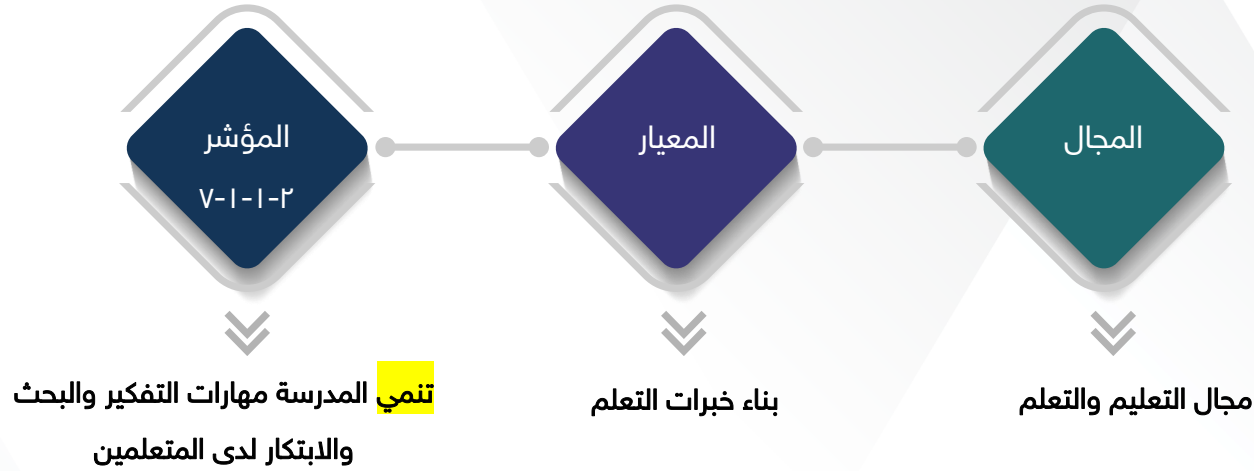 المجال
المعيار
المؤشر
٢-١-١-٧
مجال التعليم والتعلم
بناء خبرات التعلم
تنمي المدرسة مهارات التفكير والبحث
والابتكار لدى المتعلمين